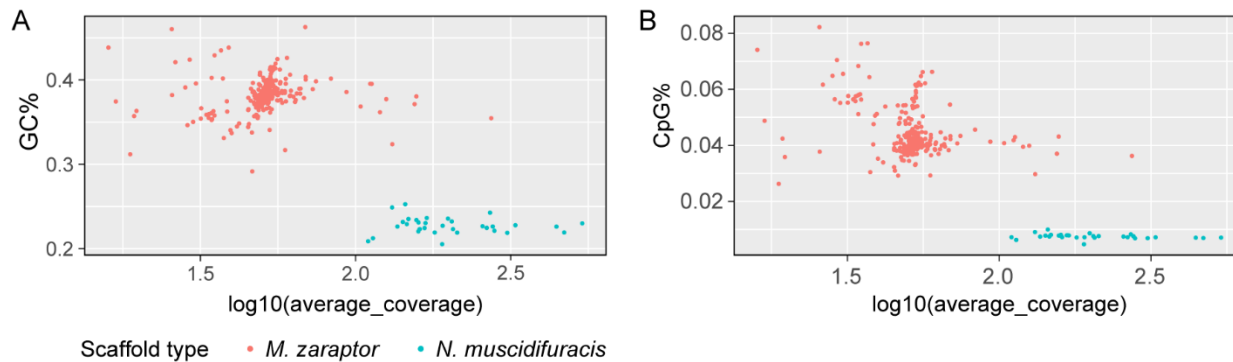 A
GC%
0.4
0.3
0.2
1.5
2.0
2.5
log10(average_coverage)
B
CpG%
0.08
0.06
0.04
0.02
1.5
2.0
2.5
log10(average_coverage)
Scaffold type
M. zaraptor
N. muscidifuracis